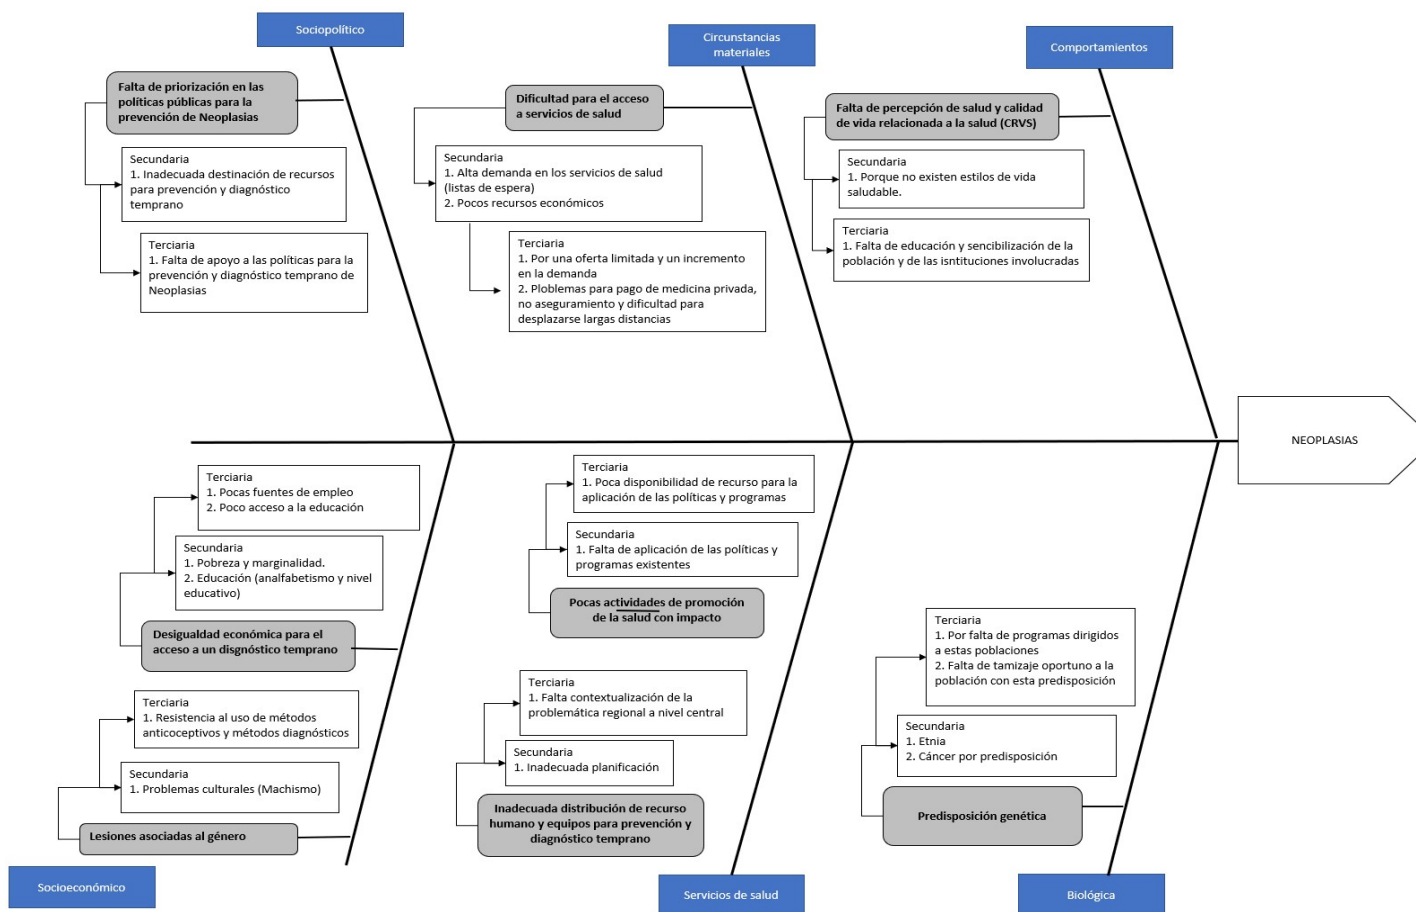 Sociopolítico
Falta de priorización en las
políticas públicas para la
prevención de Neoplasias
Secundaria
1. Inadecuada destinación de recursos
para prevención y diagnóstico
temprano
Terciaria
1. Falta de apoyo a las políticas para la
prevención y diagnóstico temprano de
Neoplasias
Circunstancias
materiales
Dificultad para el acceso
a servicios de salud
Secundaria
1. Alta demanda en los servicios de salud
(listas de espera)
2. Pocos recursos económicos
Terciaria
1. Por una oferta limitada y un incremento
en la demanda
2. Ploblemas para pago de medicina privada,
no aseguramiento y dificultad para
desplazarse largas distancias
Comportamientos
Falta de percepción de salud y calidad
de vida relacionada a la salud (CRVS)
Secundaria
1. Porque no existen estilos de vida
saludable.
Terciaria
1. Falta de educación y sencibilización de la
población y de las istituciones involucradas
NEOPLASIAS
Terciaria
1. Pocas fuentes de empleo
2. Poco acceso a la educación
Secundaria
1. Pobreza y marginalidad.
2. Educación (analfabetismo y nivel
educativo)
Desigualdad económica para el
acceso a un disgnóstico temprano
Terciaria
1. Resistencia al uso de métodos
anticoceptivos y métodos diagnósticos
Secundaria
1. Problemas culturales (Machismo)
Lesiones asociadas al género
Socioeconómico
Terciaria
1. Poca disponibilidad de recurso para la
aplicación de las políticas y programas
Secundaria
1. Falta de aplicación de las políticas y
programas existentes
Pocas actividades de promoción
de la salud con impacto
Terciaria
1. Falta contextualización de la
problemática regional a nivel central
Secundaria
1. Inadecuada planificación
Inadecuada distribución de recurso
humano y equipos para prevención y
diagnóstico temprano
Servicios de salud
Terciaria
1. Por falta de programas dirigidos
a estas poblaciones
2. Falta de tamizaje oportuno a la
población con esta predisposición
Secundaria
1. Etnia
2. Cáncer por predisposición
Predisposición genética
Biológica